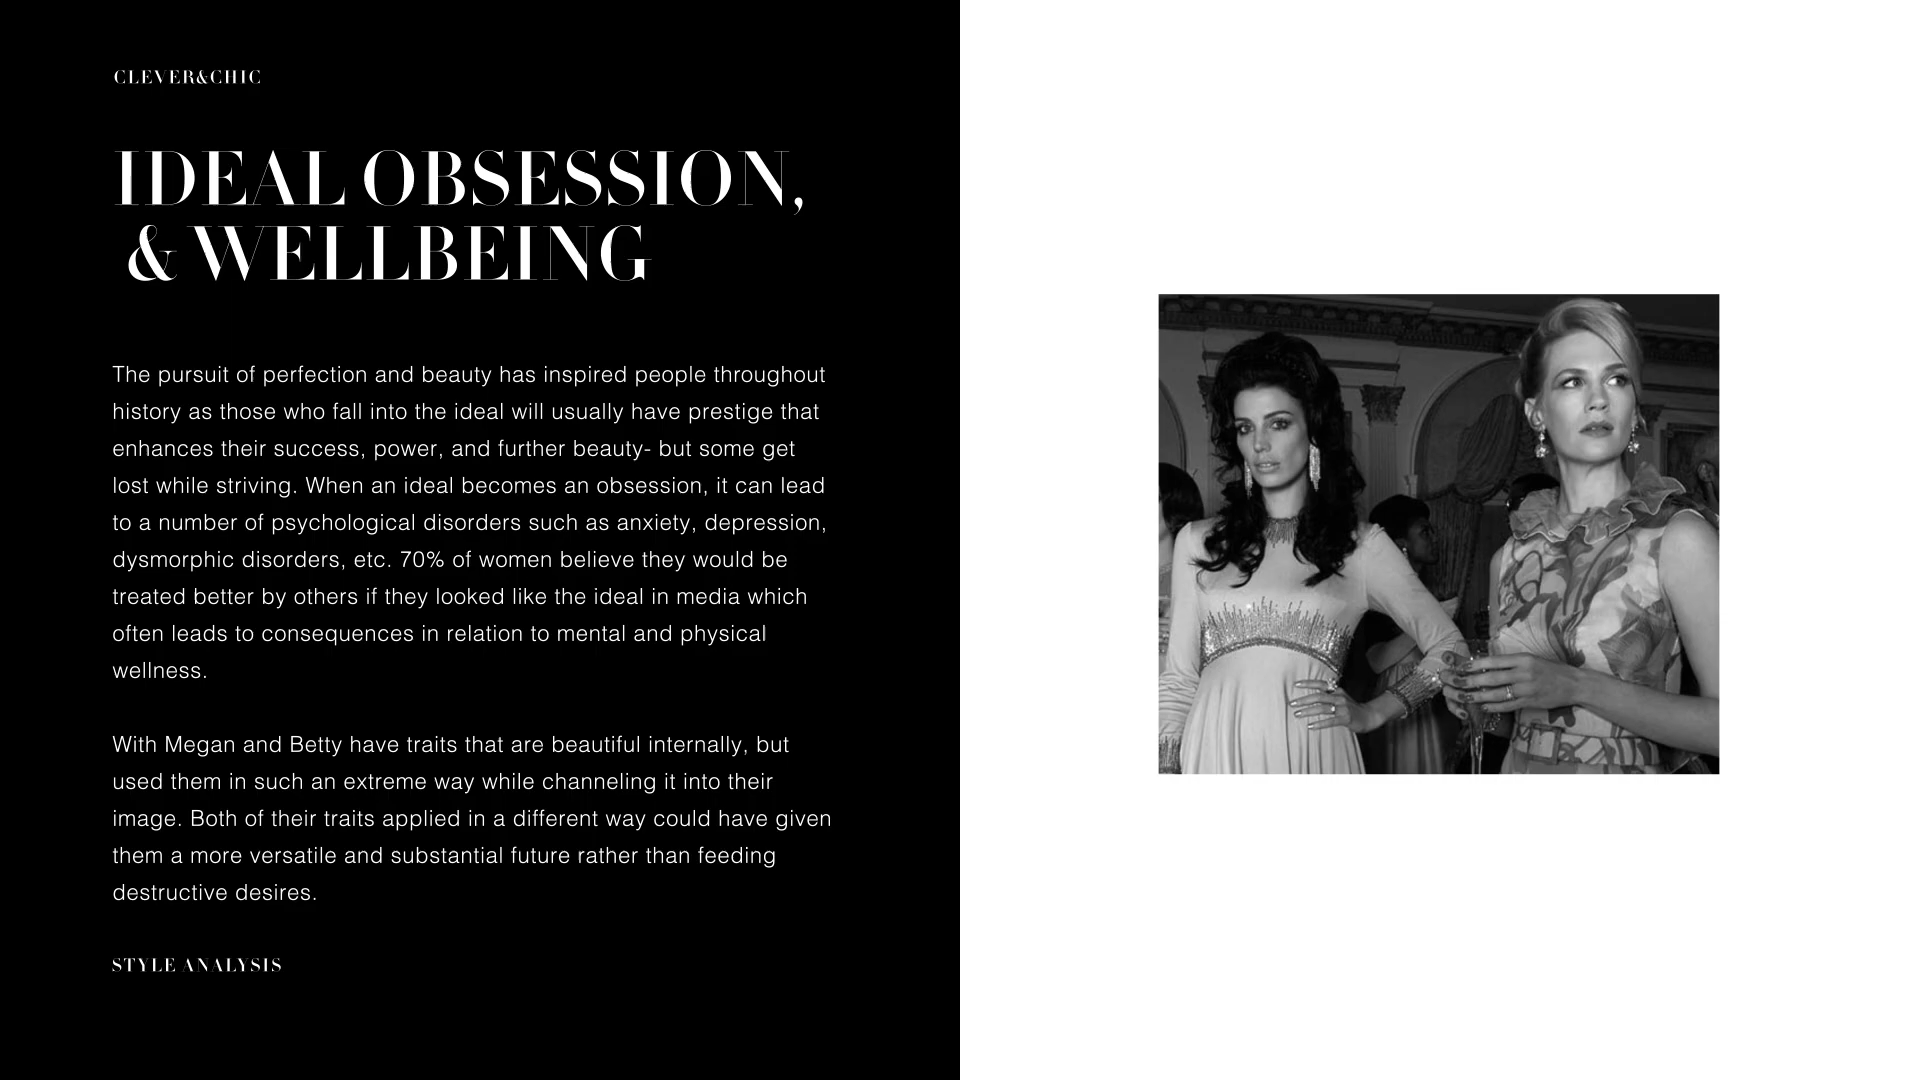 CLEVER&CHIC
IDEAL OBSESSION,
& WELLBEING
The pursuit of perfection and beauty has inspired people throughout
history as those who fall into the ideal will usually have prestige that
enhances their success, power, and further beauty- but some get
lost while striving. When an ideal becomes an obsession, it can lead
to a number of psychological disorders such as anxiety, depression,
dysmorphic disorders, etc. 70% of women believe they would be
treated better by others if they looked like the ideal in media which
often leads to consequences in relation to mental and physical
wellness.
With Megan and Betty have traits that are beautiful internally, but
used them in such an extreme way while channeling it into their
image. Both of their traits applied in a different way could have given
them a more versatile and substantial future rather than feeding
destructive desires.
STYLE ANALYSIS